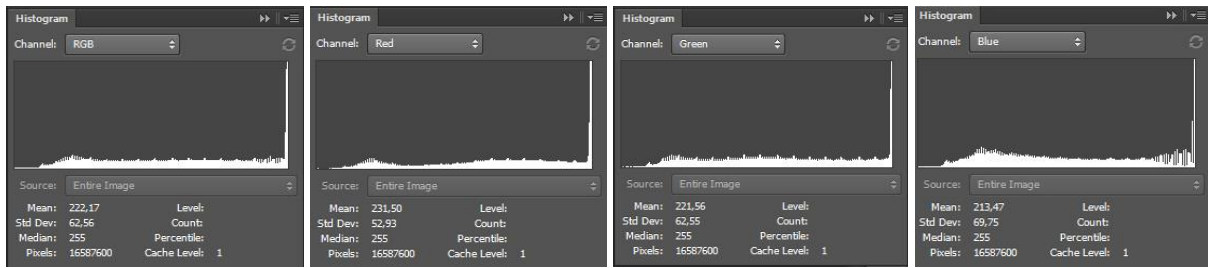 Histogram
Channel: RGB
Source: Entire Image
Mean: 222,17 Level:
Std Dev: 62,56 Count:
Median: 255 Percentile:
Pixels: 16587600 Cache Level: 1
Histogram
Channel: Red
Source: Entire Image
Mean: 231,50 Level:
Std Dev: 52,93 Count:
Median: 255 Percentile:
Pixels: 16587600 Cache Level: 1
Histogram
Channel: Green
Source: Entire Image
Mean: 221,56 Level:
Std Dev: 62,55 Count:
Median: 255 Percentile:
Pixels: 16587600 Cache Level: 1
Histogram
Channel: Blue
Source: Entire Image
Mean: 213,47 Level:
Std Dev: 69,75 Count:
Median: 255 Percentile:
Pixels: 16587600 Cache Level: 1